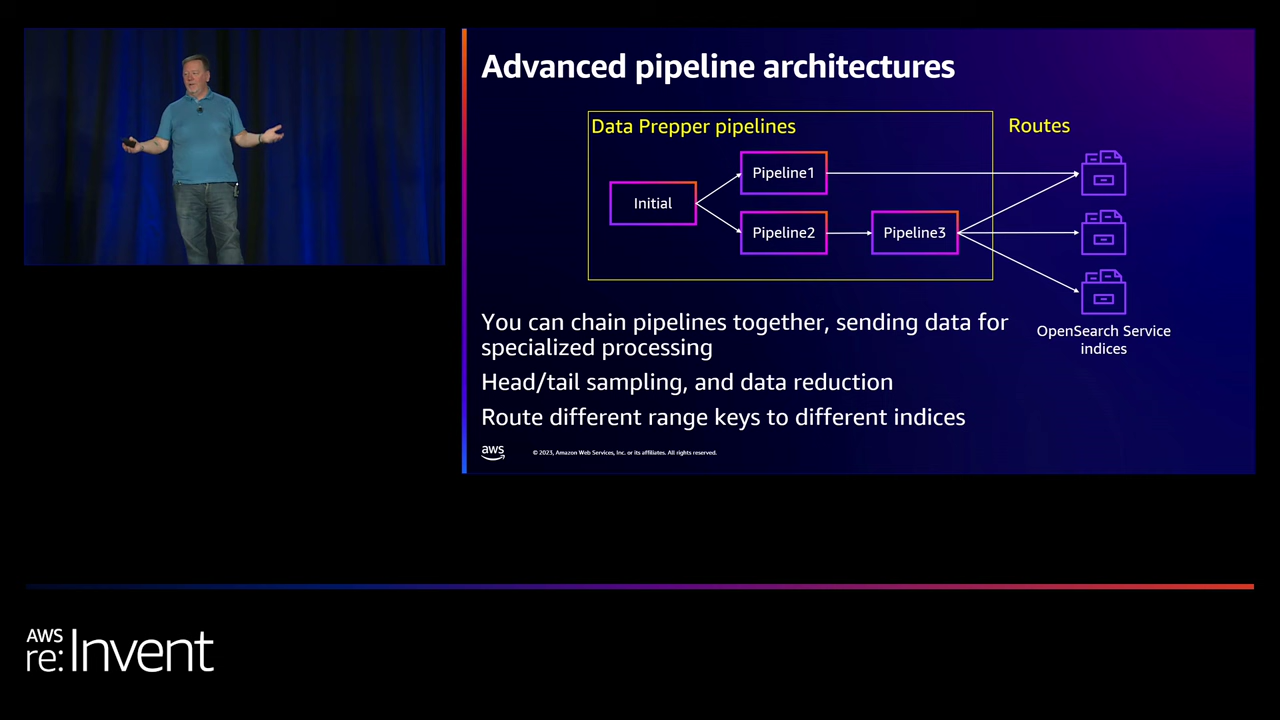 Advanced pipeline architectures
Data Prepper pipelines
Routes
Initial
Pipeline1
Pipeline2
Pipeline3
OpenSearch Service
indices
You can chain pipelines together, sending data for
specialized processing
Head/tail sampling, and data reduction
Route different range keys to different indices
aws
© 2023, Amazon Web Services, Inc. or its affiliates. All rights reserved.
AWS
re:Invent